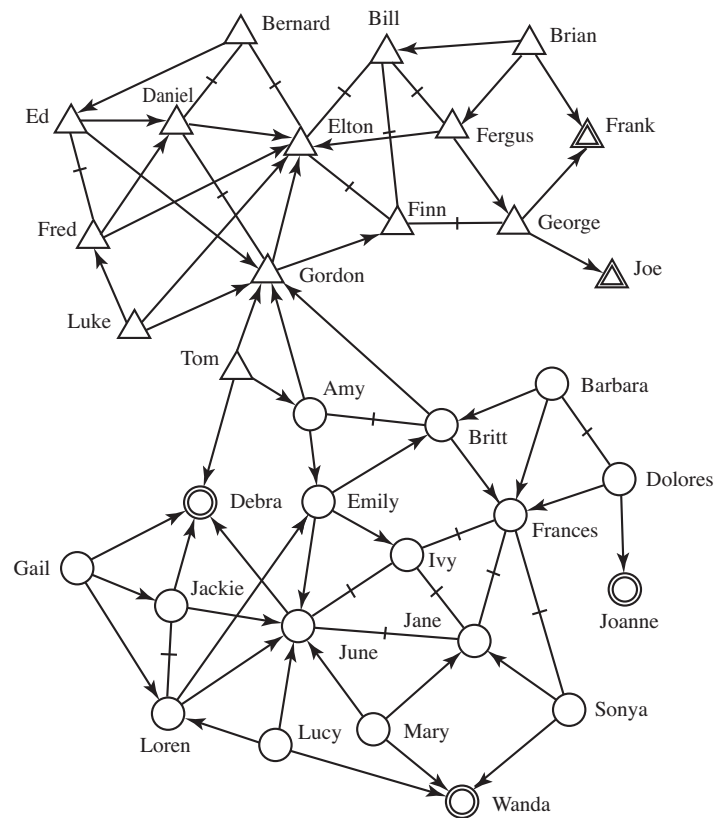 Bernard
Bill
Brian
Ed
Daniel
Elton
Fergus
Frank
Fred
Finn
George
Gordon
Joe
Luke
Tom
Amy
Barbara
Britt
Dolores
Debra
Emily
Frances
Gail
Ivy
Jackie
Jane
Joanne
June
Loren
Lucy
Mary
Sonya
Wanda